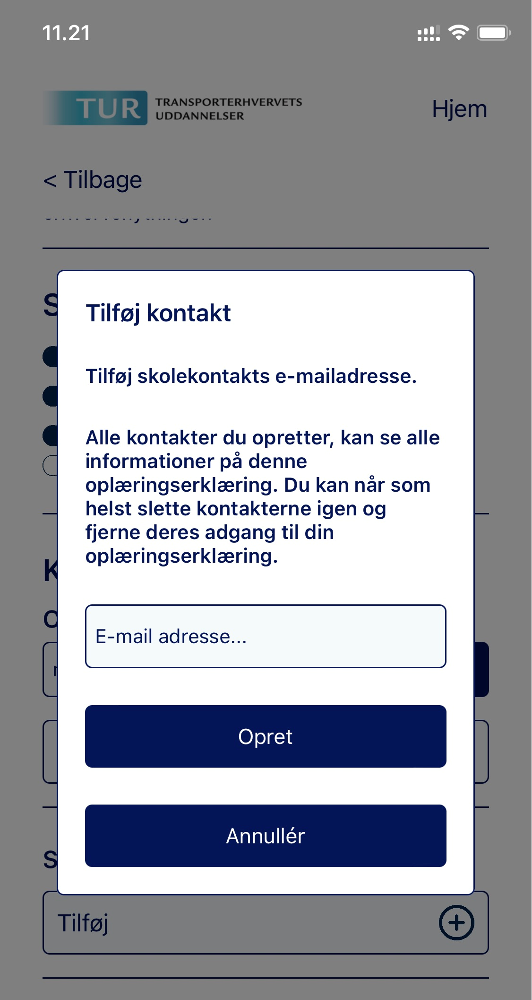 11.21
TUR TRANSPORTERHVERVETS
UDDANNELSER
Hjem
< Tilbage
Tilføj kontakt
Tilføj skolekontakts e-mailadresse.
Alle kontakter du opretter, kan se alle
informationer på denne
oplæringserklæring. Du kan når som
helst slette kontakterne igen og
fjerne deres adgang til din
oplæringserklæring.
E-mail adresse...
Opret
Annullér
Tilføj